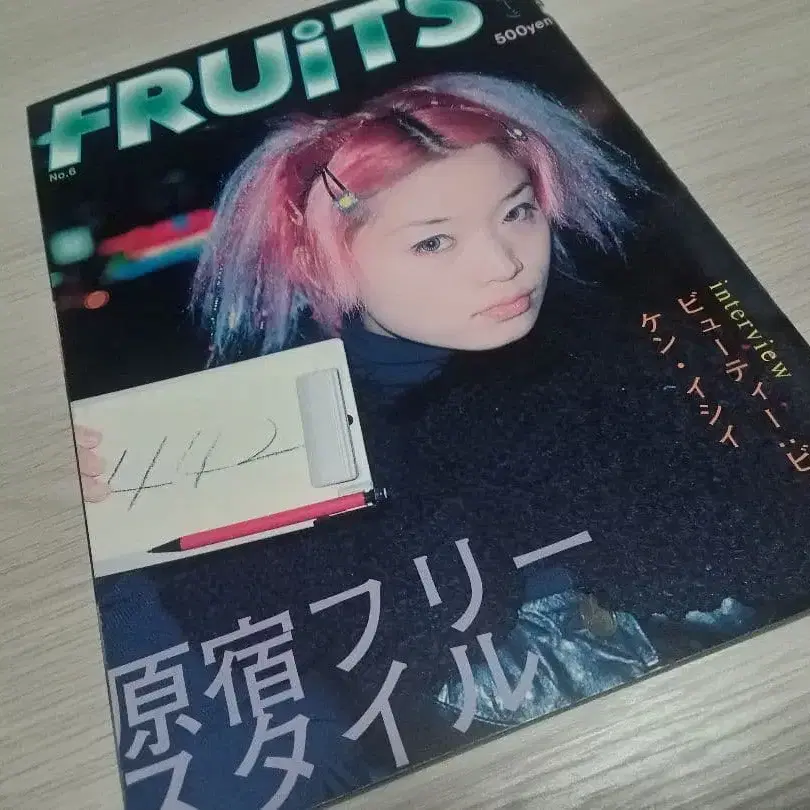 FRUiTS
500yen
No.6
interview
ビューティー:ビ
ケン・イシイ
442
原宿フリー
スタイル